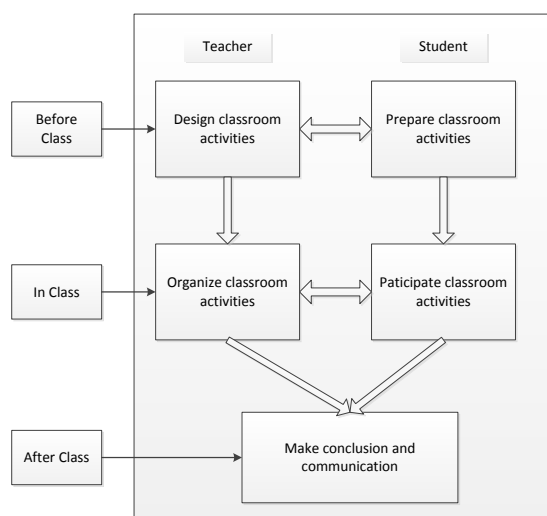 Teacher
Student
Before
Class
Design classroom
activities
Prepare classroom
activities
In Class
Organize classroom
activities
Paticipate classroom
activities
After Class
Make conclusion and
communication